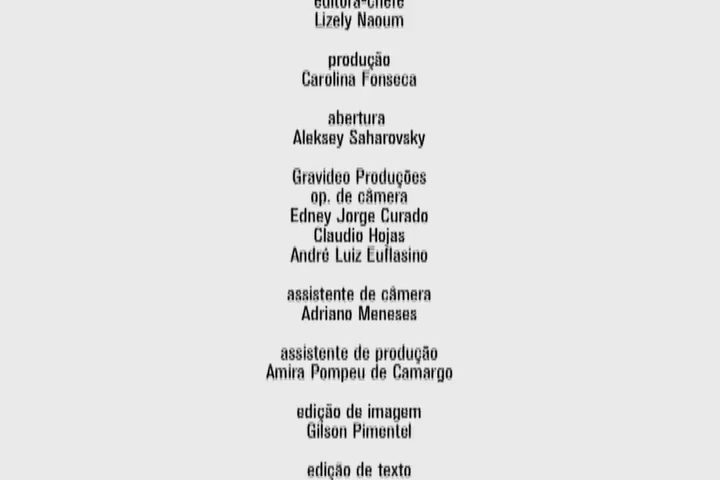 editora-chefe
Lizely Naoum
produção
Carolina Fonseca
abertura
Aleksey Saharovsky
Gravideo Produções
op. de câmera
Edney Jorge Curado
Claudio Hojas
André Luiz Euflasino
assistente de câmera
Adriano Meneses
assistente de produção
Amira Pompeu de Camargo
edição de imagem
Gilson Pimentel
edição de texto